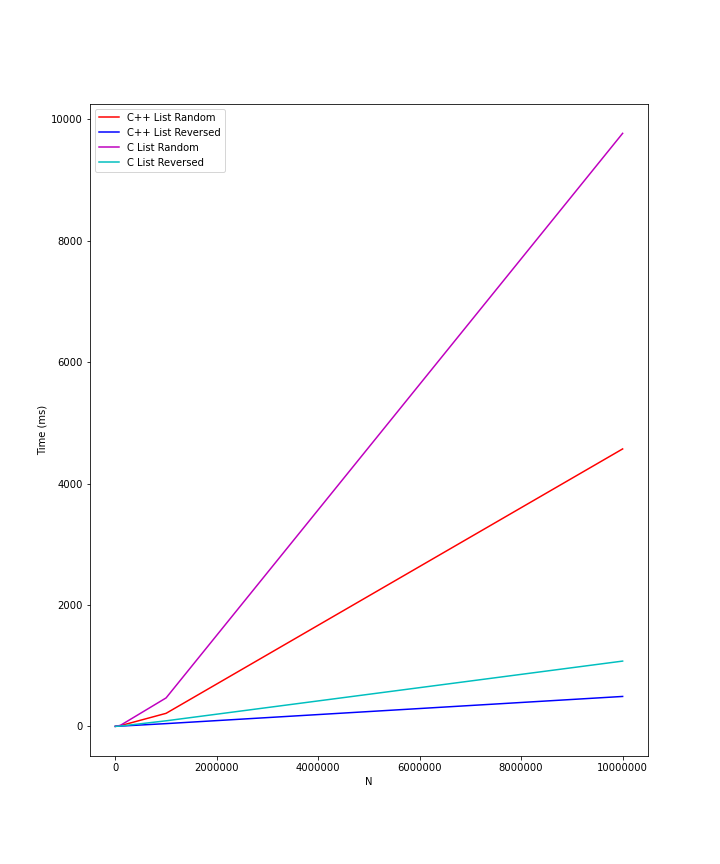 C++ List Random
C++ List Reversed
C List Random
C List Reversed
10000
8000
6000
4000
2000
0
Time (ms)
0 2000000 4000000 6000000 8000000 10000000
N